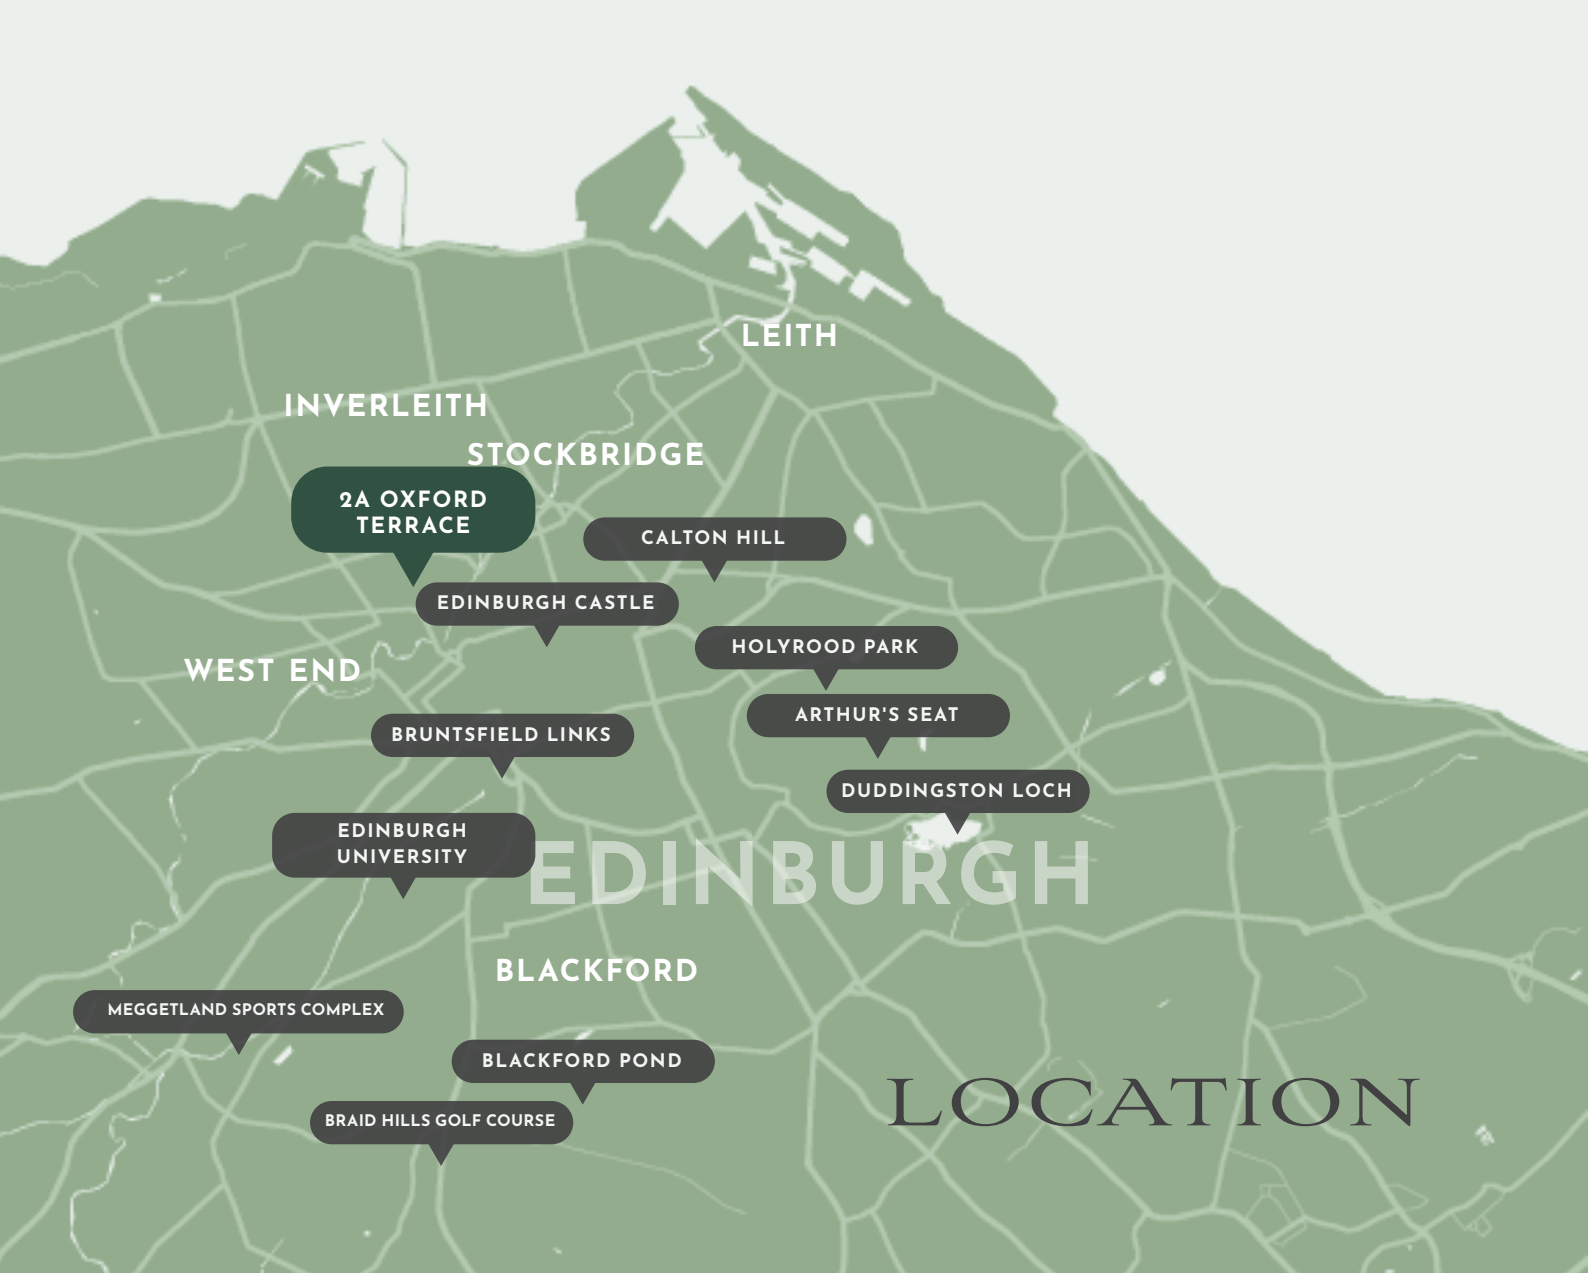 LEITH
INVERLEITH
STOCKBRIDGE
2A OXFORD
TERRACE
CALTON HILL
EDINBURGH CASTLE
HOLYROOD PARK
WEST END
ARTHUR'S SEAT
BRUNTSFIELD LINKS
DUDDINGSTON LOCH
EDINBURGH
UNIVERSITY
EDINBURGH
BLACKFORD
MEGGETLAND SPORTS COMPLEX
BLACKFORD POND
LOCATION
BRAID HILLS GOLF COURSE